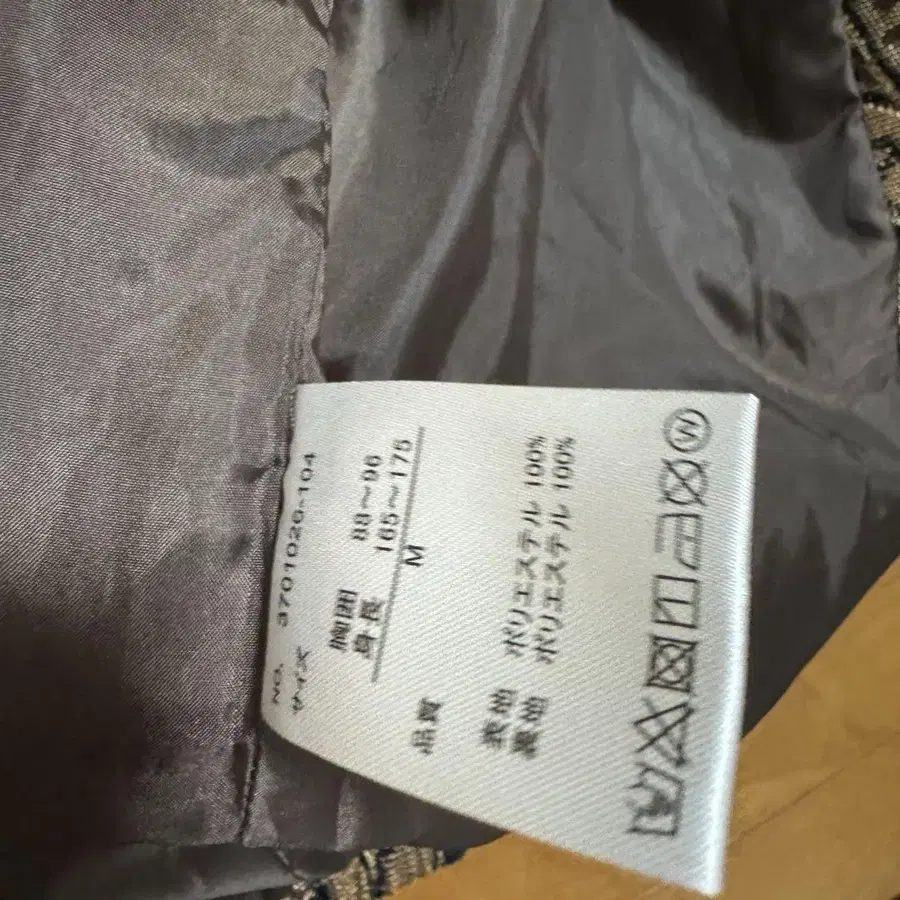 NO. 3701026-104
サイズ
胸囲 88～96
身長 165～175
M
品質
表地 ポリエステル 100%
裏地 ポリエステル 100%
W